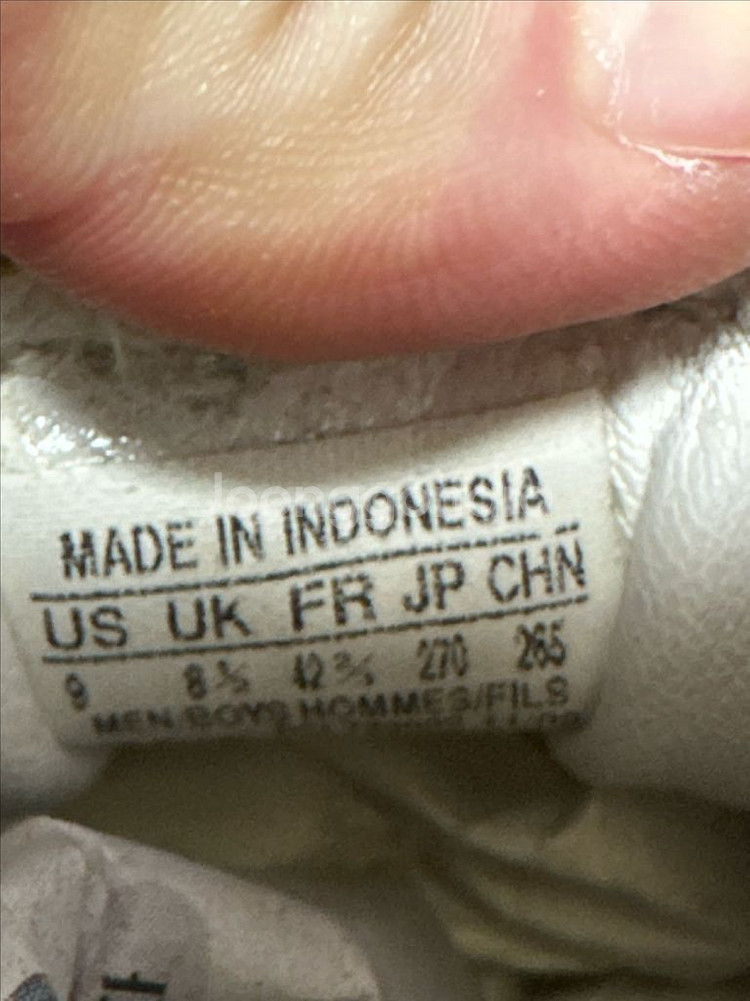 MADE IN INDONESIA
US UK FR JP CHN
9 8½ 42⅔ 270 265
MEN BOYS HOMMES/FILS